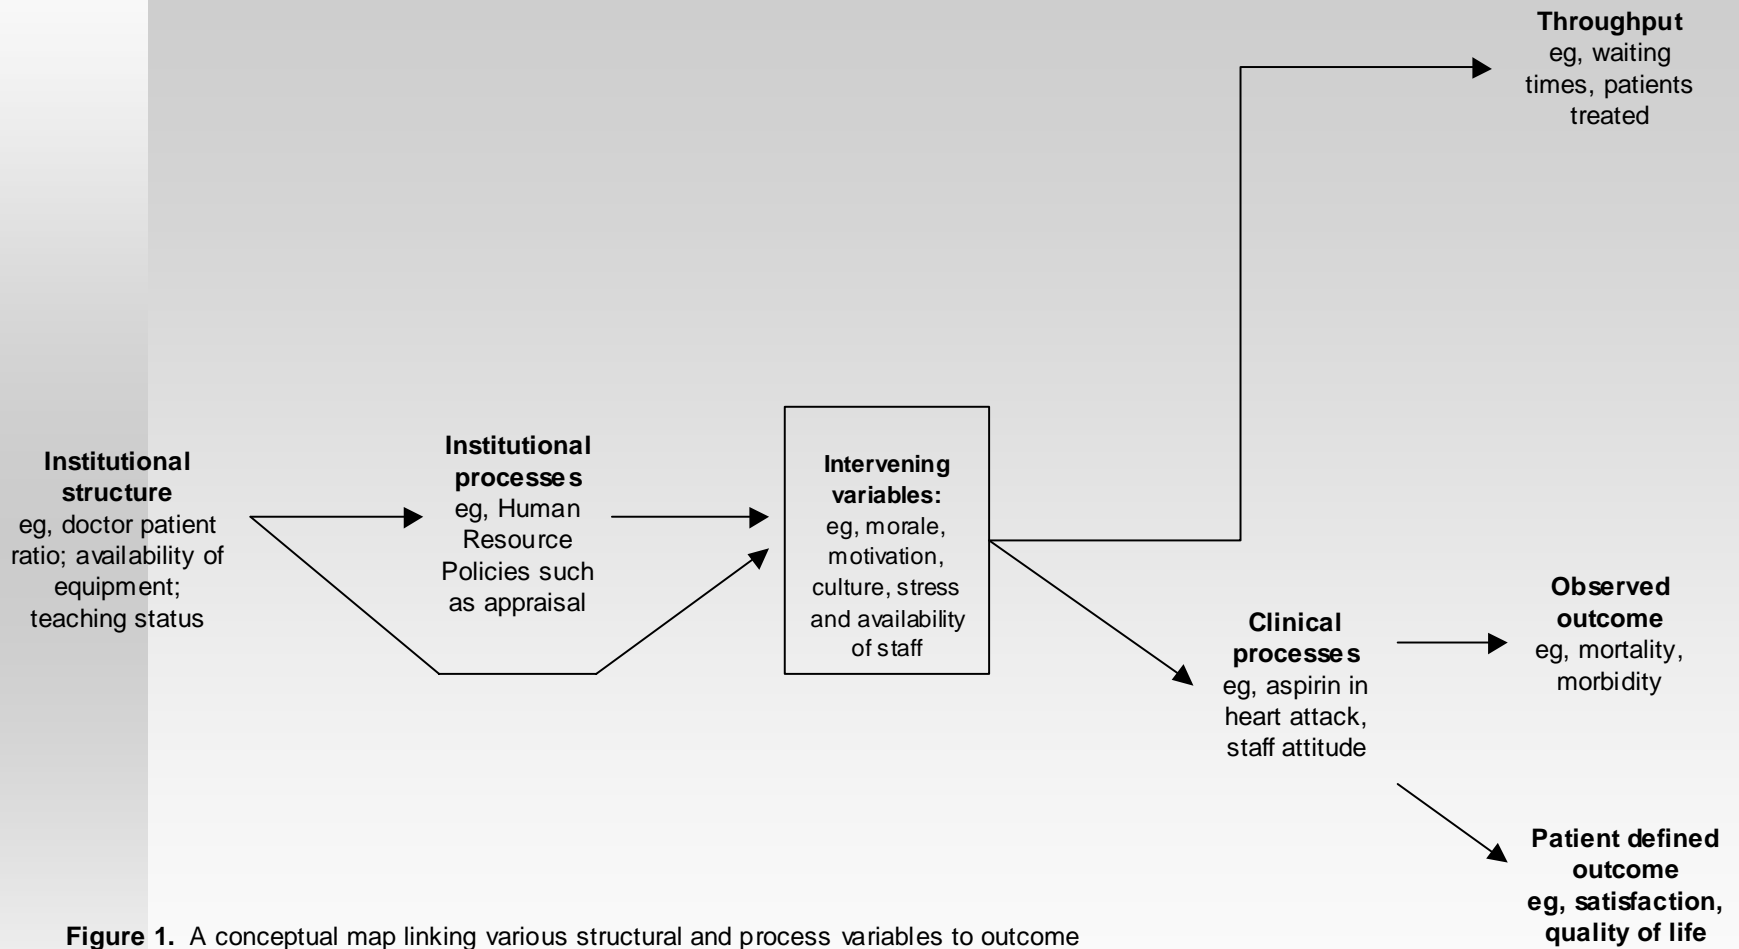 Throughput
eg, waiting
times, patients
treated
Institutional
structure
eg, doctor patient
ratio; availability of
equipment;
teaching status
Institutional
processes
eg, Human
Resource
Policies such
as appraisal
Intervening
variables:
eg, morale,
motivation,
culture, stress
and availability
of staff
Clinical
processes
eg, aspirin in
heart attack,
staff attitude
Observed
outcome
eg, mortality,
morbidity
Patient defined
outcome
eg, satisfaction,
quality of life
Figure 1. A conceptual map linking various structural and process variables to outcome